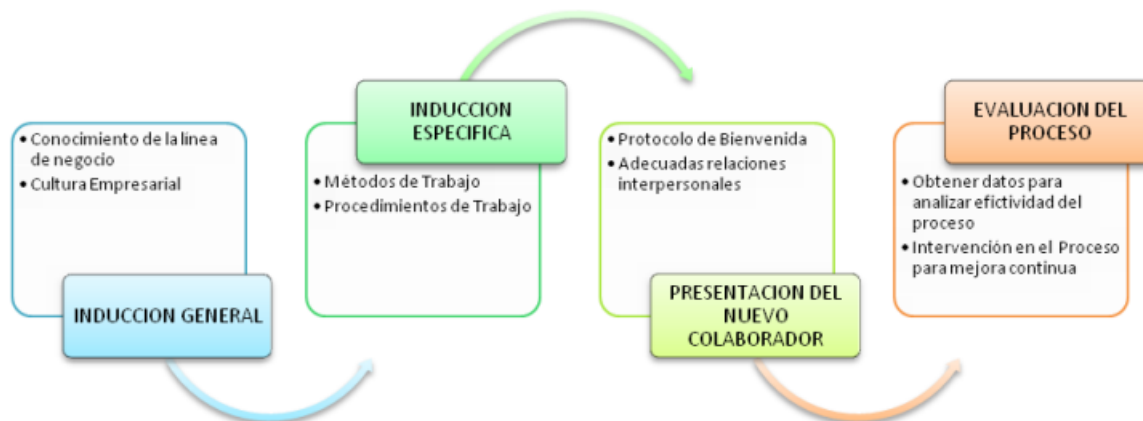 • Conocimiento de la línea
de negocio
• Cultura Empresarial
INDUCCION GENERAL
INDUCCION
ESPECIFICA
• Métodos de Trabajo
• Procedimientos de Trabajo
• Protocolo de Bienvenida
• Adecuadas relaciones
interpersonales
PRESENTACION DEL
NUEVO
COLABORADOR
EVALUACION DEL
PROCESO
• Obtener datos para
analizar efictividad del
proceso
• Intervención en el Proceso
para mejora continua